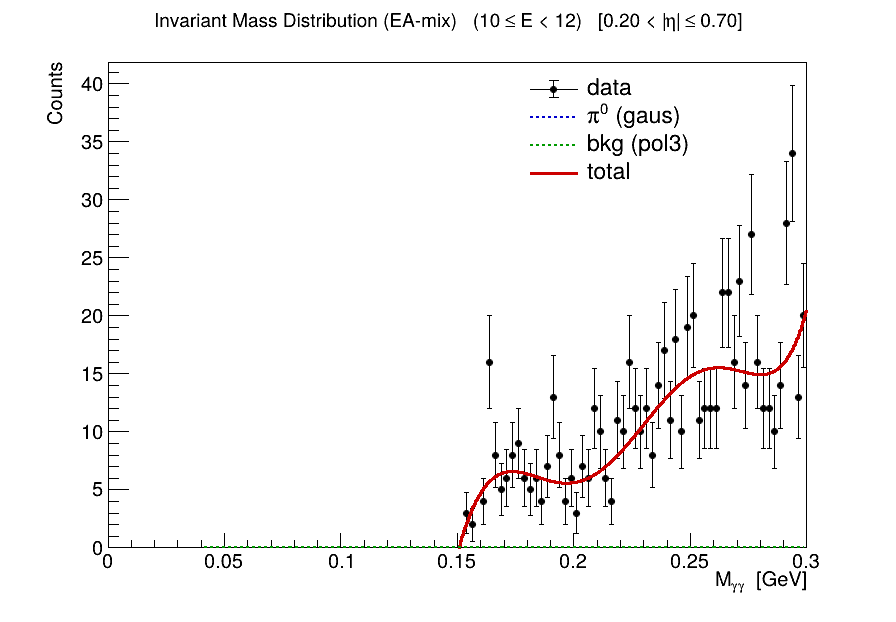 Invariant Mass Distribution (EA-mix) (10 ≤ E < 12) [0.20 < |η| ≤ 0.70]
Counts
data
π⁰ (gaus)
bkg (pol3)
total
40
35
30
25
20
15
10
5
0
0 0.05 0.1 0.15 0.2 0.25 0.3
Mγγ [GeV]